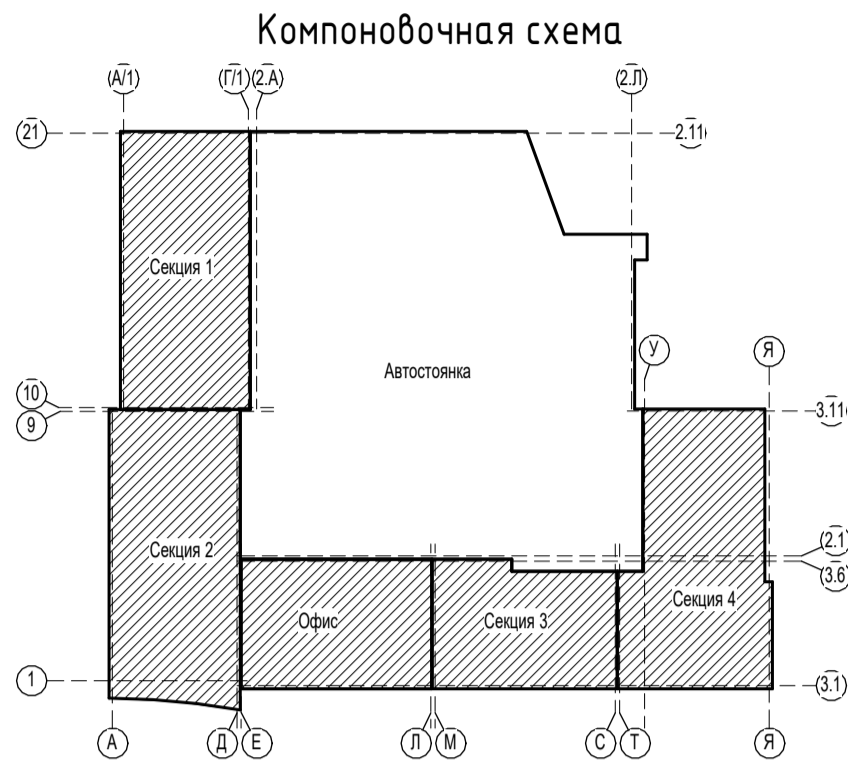 Компоновочная схема
А/1 Г/1 2.А 2.Л
21 2.11
Секция 1
У Я
Автостоянка
10
9 3.11
Секция 2
2.1
3.6
Секция 4
Офис Секция 3
1 3.1
А Д Е Л М С Т Я